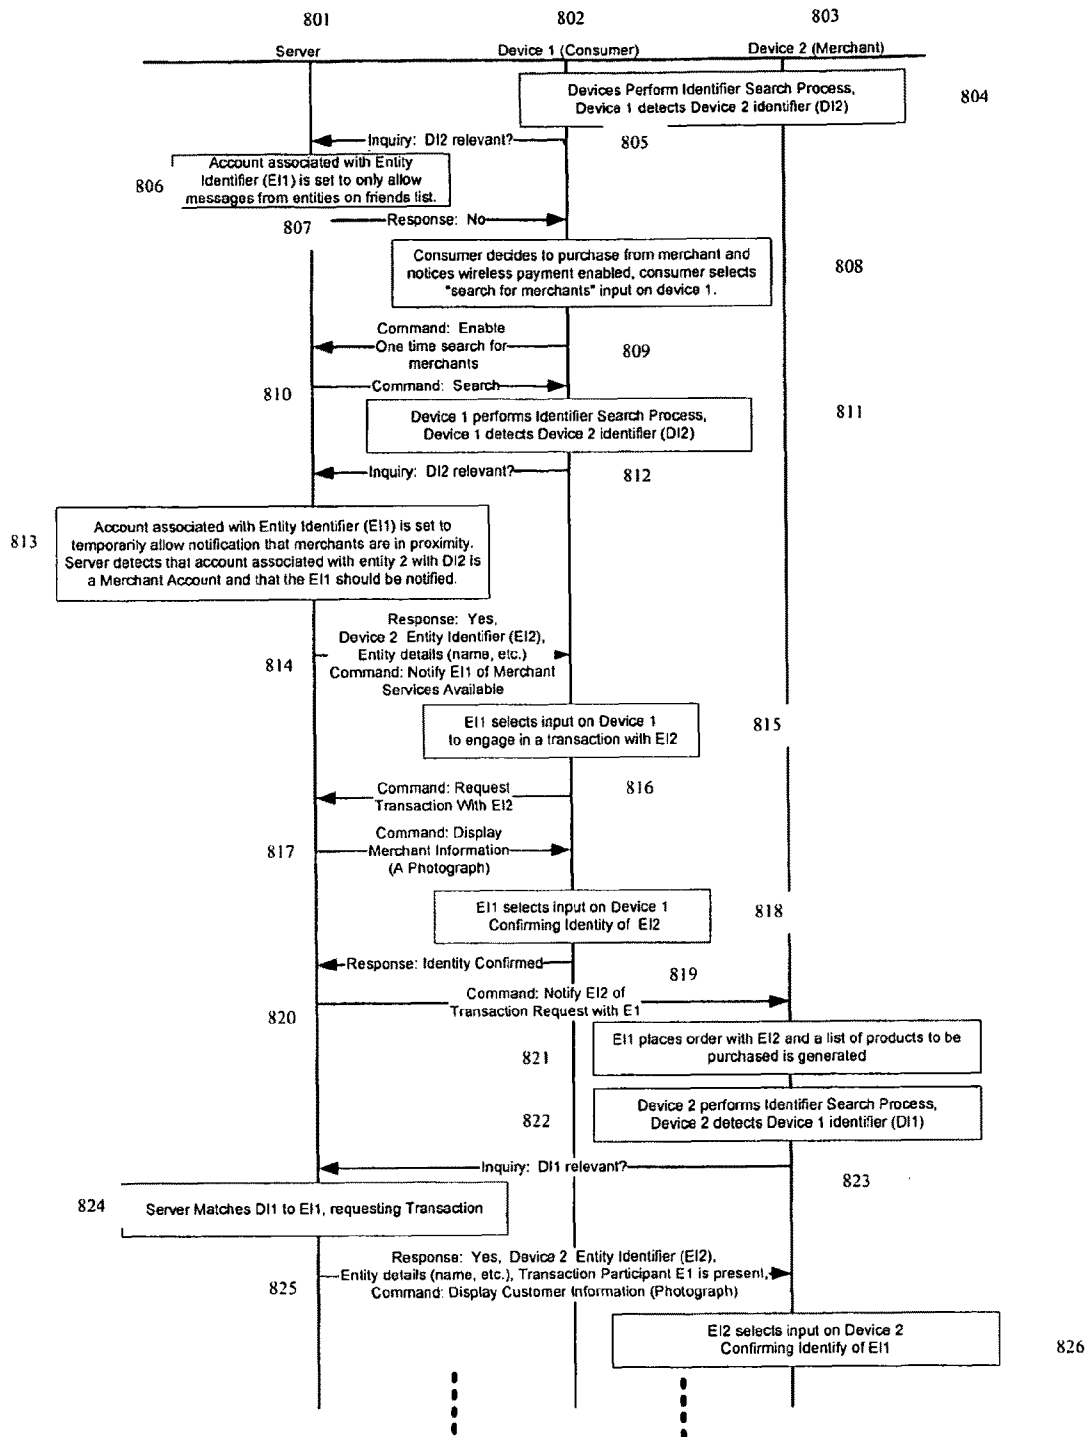 801
802
803
Server
Device 1 (Consumer)
Device 2 (Merchant)
Devices Perform Identifier Search Process,
Device 1 detects Device 2 identifier (DI2)
804
Inquiry: DI2 relevant?
805
Account associated with Entity
Identifier (EI1) is set to only allow
messages from entities on friends list.
806
807
Response: No
Consumer decides to purchase from merchant and
notices wireless payment enabled, consumer selects
"search for merchants" input on device 1.
808
Command: Enable
One time search for
merchants
809
810
Command: Search
Device 1 performs Identifier Search Process,
Device 1 detects Device 2 identifier (DI2)
811
Inquiry: DI2 relevant?
812
813
Account associated with Entity Identifier (EI1) is set to
temporarily allow notification that merchants are in proximity.
Server detects that account associated with entity 2 with DI2 is
a Merchant Account and that the EI1 should be notified.
Response: Yes,
Device 2 Entity Identifier (EI2),
Entity details (name, etc.)
Command: Notify EI1 of Merchant
Services Available
814
EI1 selects input on Device 1
to engage in a transaction with EI2
815
Command: Request
Transaction With EI2
816
817
Command: Display
Merchant Information
(A Photograph)
EI1 selects input on Device 1
Confirming Identity of EI2
818
Response: Identity Confirmed
819
820
Command: Notify EI2 of
Transaction Request with E1
821
EI1 places order with EI2 and a list of products to be
purchased is generated
822
Device 2 performs Identifier Search Process,
Device 2 detects Device 1 identifier (DI1)
Inquiry: DI1 relevant?
823
824
Server Matches DI1 to EI1, requesting Transaction
825
Response: Yes, Device 2 Entity Identifier (EI2),
Entity details (name, etc.), Transaction Participant E1 is present,
Command: Display Customer Information (Photograph)
EI2 selects input on Device 2
Confirming Identify of EI1
826